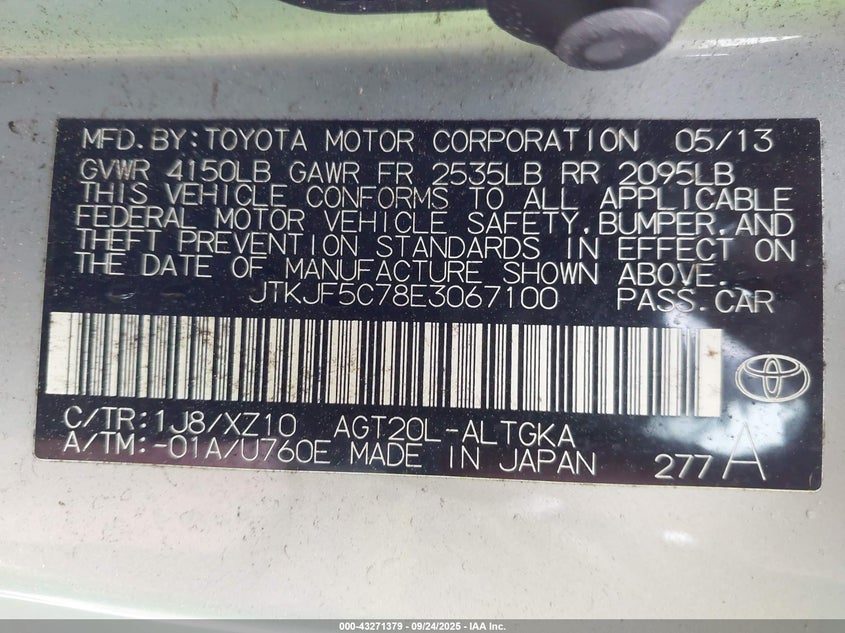 MFD.BY:TOYOTA MOTOR CORPORATION 05/13
GVWR 4150LB GAWR FR 2535LB RR 2095LB
THIS VEHICLE CONFORMS TO ALL APPLICABLE
FEDERAL MOTOR VEHICLE SAFETY,BUMPER,AND
THEFT PREVENTION STANDARDS IN EFFECT ON
THE DATE OF MANUFACTURE SHOWN ABOVE.
JTKJF5C78E3067100 PASS.CAR
C/TR:1J8/XZ10 AGT20L-ALTGKA
A/TM:-01A/U760E MADE IN JAPAN 277 A
000-43271379 - 09/24/2025 - IAA Inc.